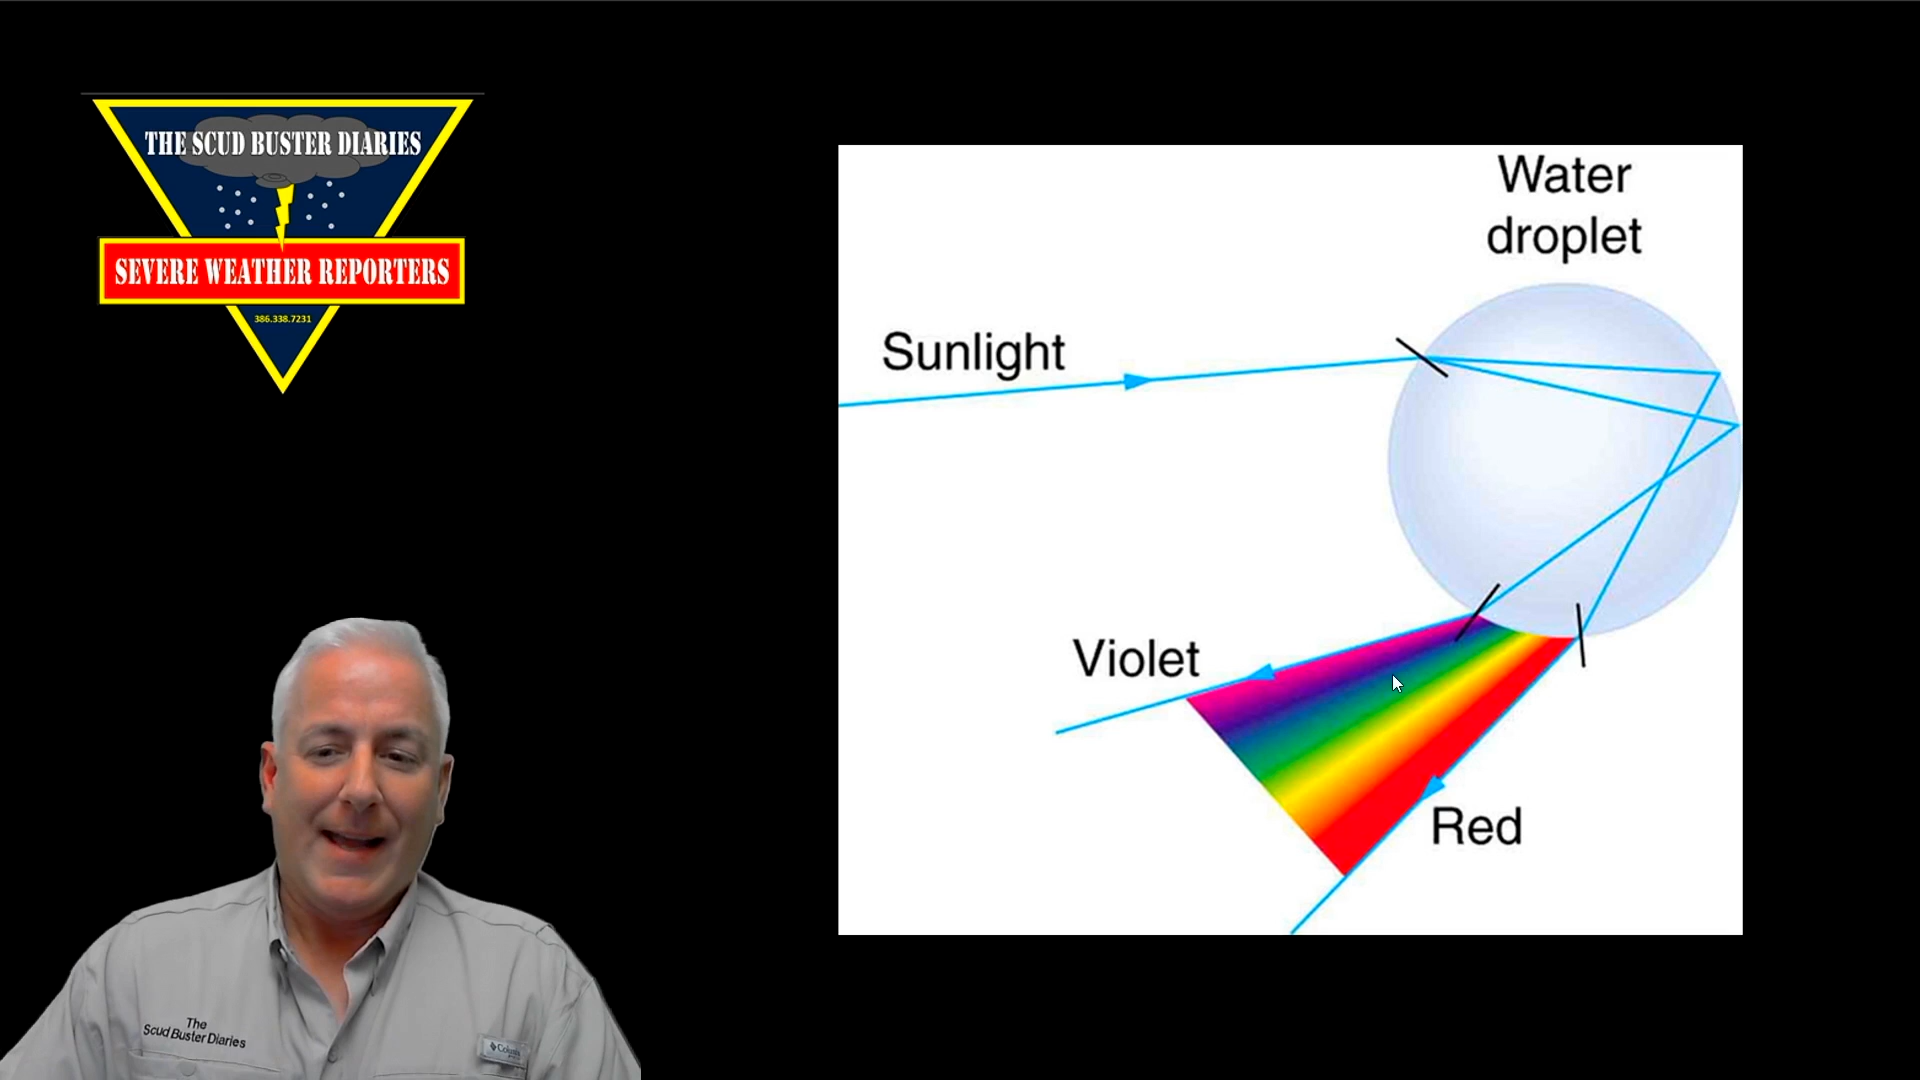 THE SCUD BUSTER DIARIES
SEVERE WEATHER REPORTERS
386.338.7231
Water
droplet
Sunlight
Violet
Red
The
Scud Buster Diaries